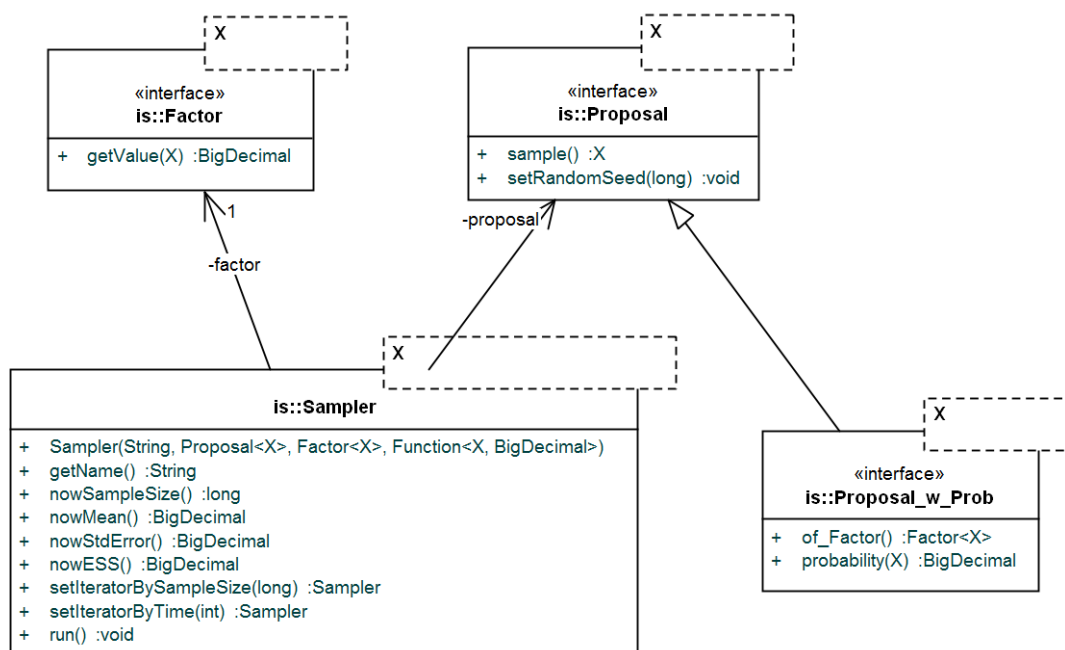 X
«interface»
is::Factor
+ getValue(X) :BigDecimal
X
«interface»
is::Proposal
+ sample() :X
+ setRandomSeed(long) :void
1
-proposal
-factor
X
is::Sampler
+ Sampler(String, Proposal<X>, Factor<X>, Function<X, BigDecimal>)
+ getName() :String
+ nowSampleSize() :long
+ nowMean() :BigDecimal
+ nowStdError() :BigDecimal
+ nowESS() :BigDecimal
+ setIteratorBySampleSize(long) :Sampler
+ setIteratorByTime(int) :Sampler
+ run() :void
X
«interface»
is::Proposal_w_Prob
+ of_Factor() :Factor<X>
+ probability(X) :BigDecimal